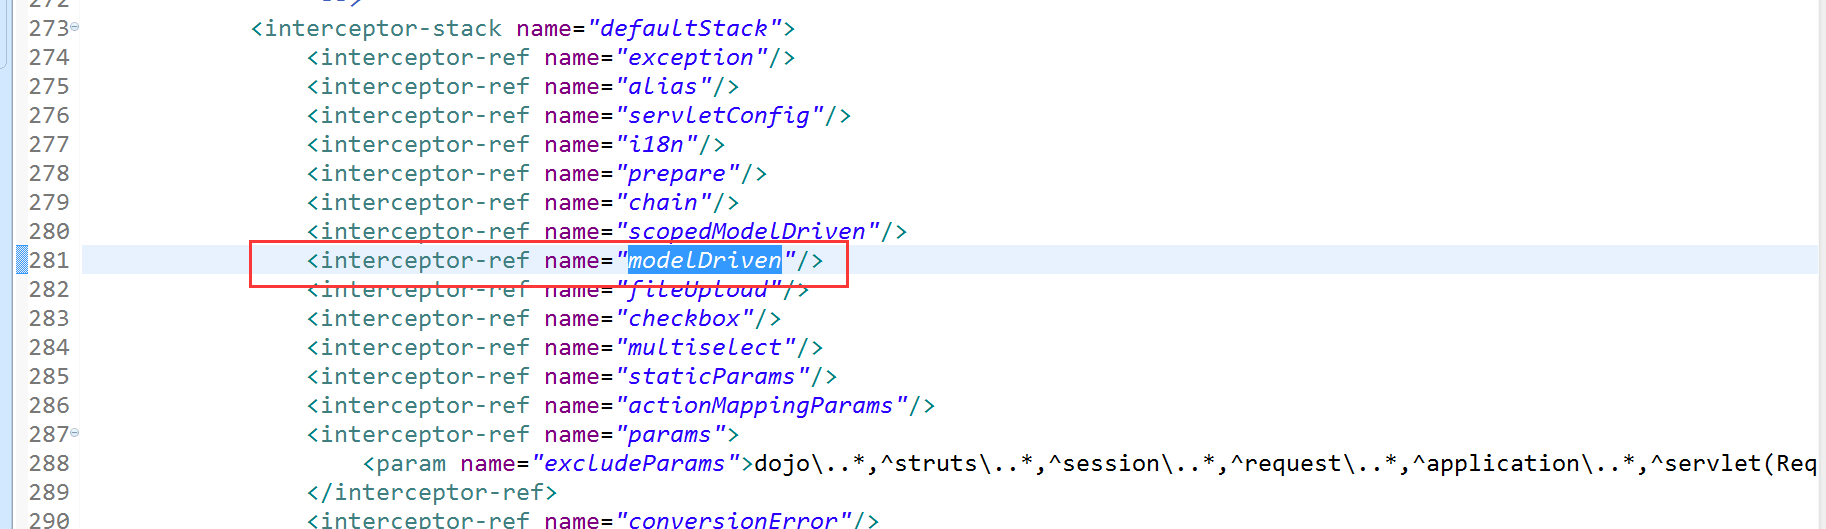 272
273 <interceptor-stack name="defaultStack">
274 <interceptor-ref name="exception"/>
275 <interceptor-ref name="alias"/>
276 <interceptor-ref name="servletConfig"/>
277 <interceptor-ref name="i18n"/>
278 <interceptor-ref name="prepare"/>
279 <interceptor-ref name="chain"/>
280 <interceptor-ref name="scopedModelDriven"/>
281 <interceptor-ref name="modelDriven"/>
282 <interceptor-ref name="fileUpload"/>
283 <interceptor-ref name="checkbox"/>
284 <interceptor-ref name="multiselect"/>
285 <interceptor-ref name="staticParams"/>
286 <interceptor-ref name="actionMappingParams"/>
287 <interceptor-ref name="params">
288 <param name="excludeParams">dojo\..*,^struts\..*,^session\..*,^request\..*,^application\..*,^servlet(Req
289 </interceptor-ref>
290 <interceptor-ref name="conversionError"/>